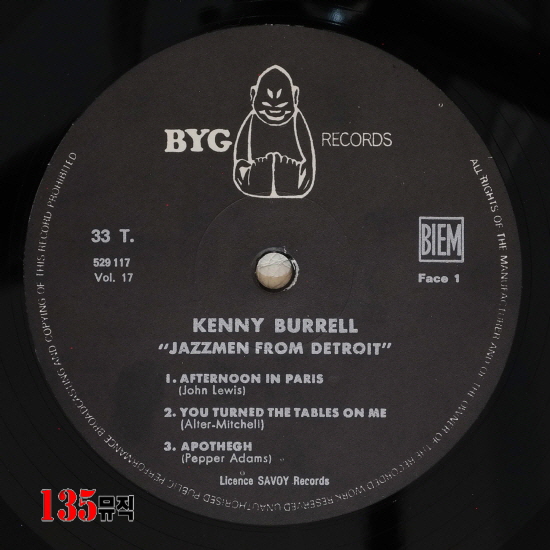 BYG RECORDS
33 T.
529 117
Vol. 17
BIEM
Face 1
KENNY BURRELL
"JAZZMEN FROM DETROIT"
1. AFTERNOON IN PARIS
(John Lewis)
2. YOU TURNED THE TABLES ON ME
(Alter-Mitchell)
3. APOTHEGH
(Pepper Adams)
Licence SAVOY Records
ALL RIGHTS OF THE MANUFACTURER AND OF THE OWNER OF THE RECORDED WORK RESERVED UNAUTHORISED PUBLIC PERFORMANCE BROADCASTING AND COPYING OF THIS RECORD PROHIBITED
135뮤직